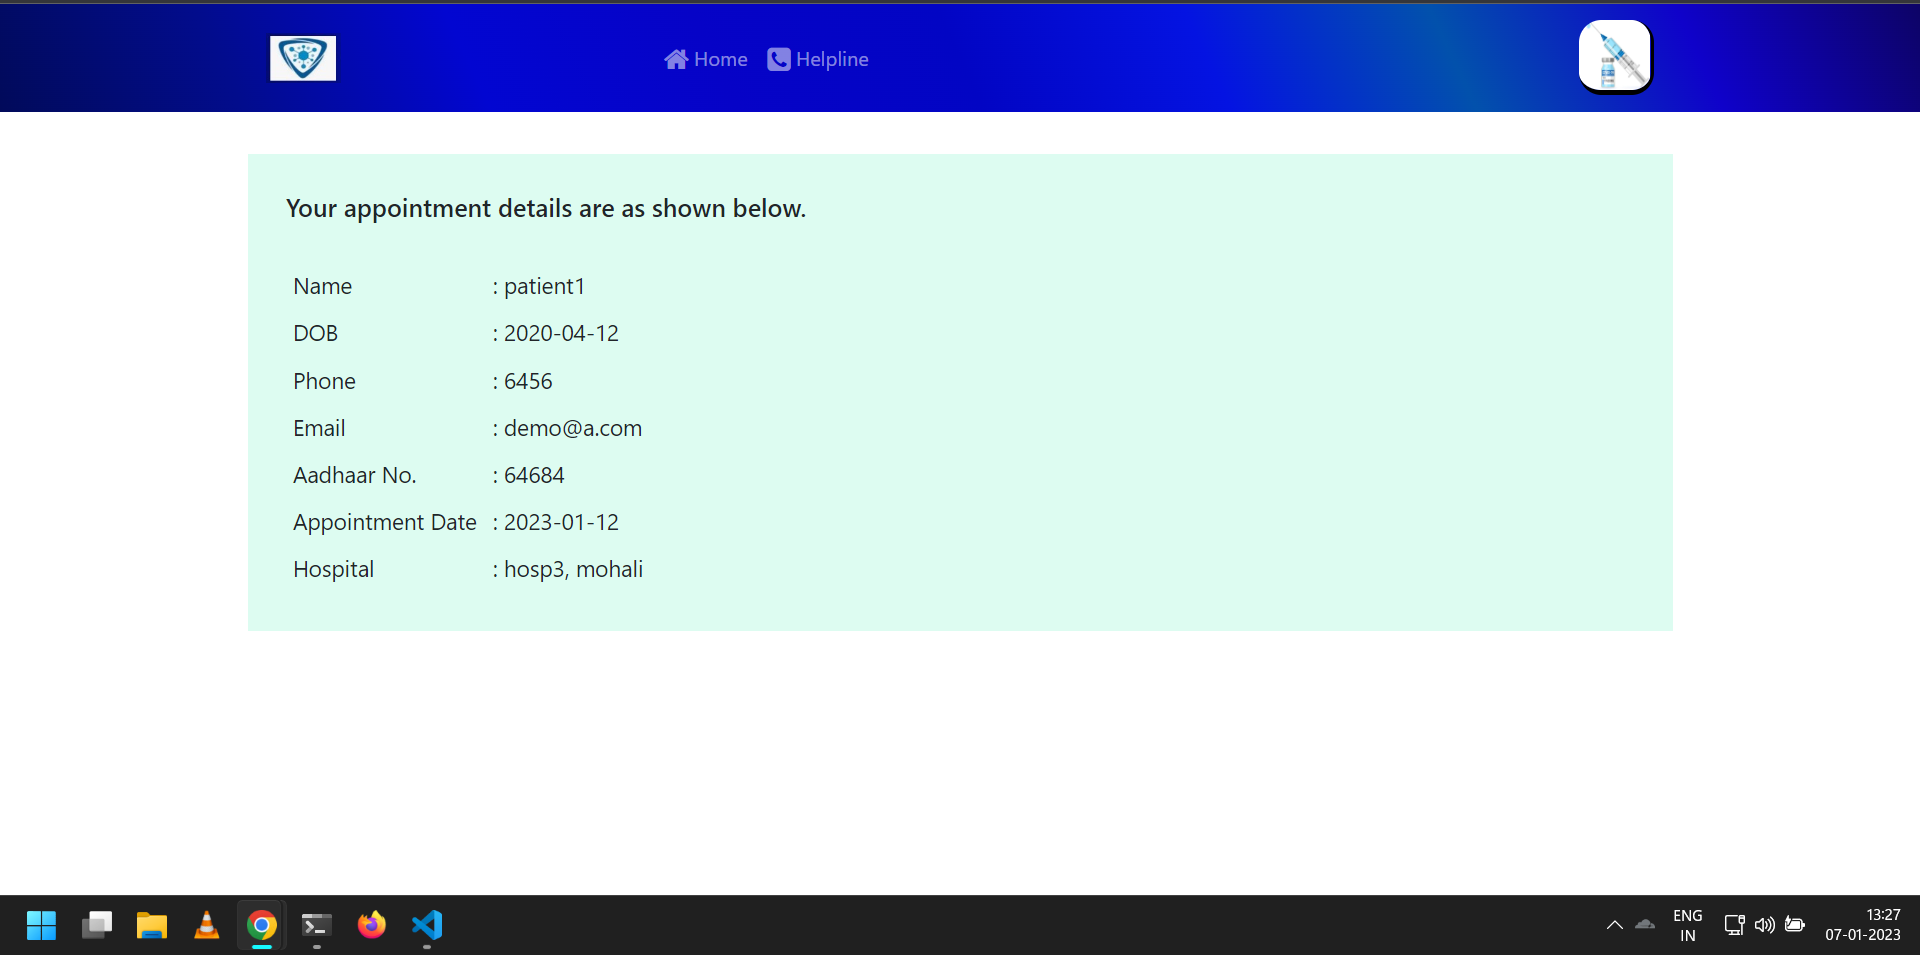 Home Helpline
Your appointment details are as shown below.
Name : patient1
DOB : 2020-04-12
Phone : 6456
Email : demo@a.com
Aadhaar No. : 64684
Appointment Date : 2023-01-12
Hospital : hosp3, mohali
ENG
IN
13:27
07-01-2023